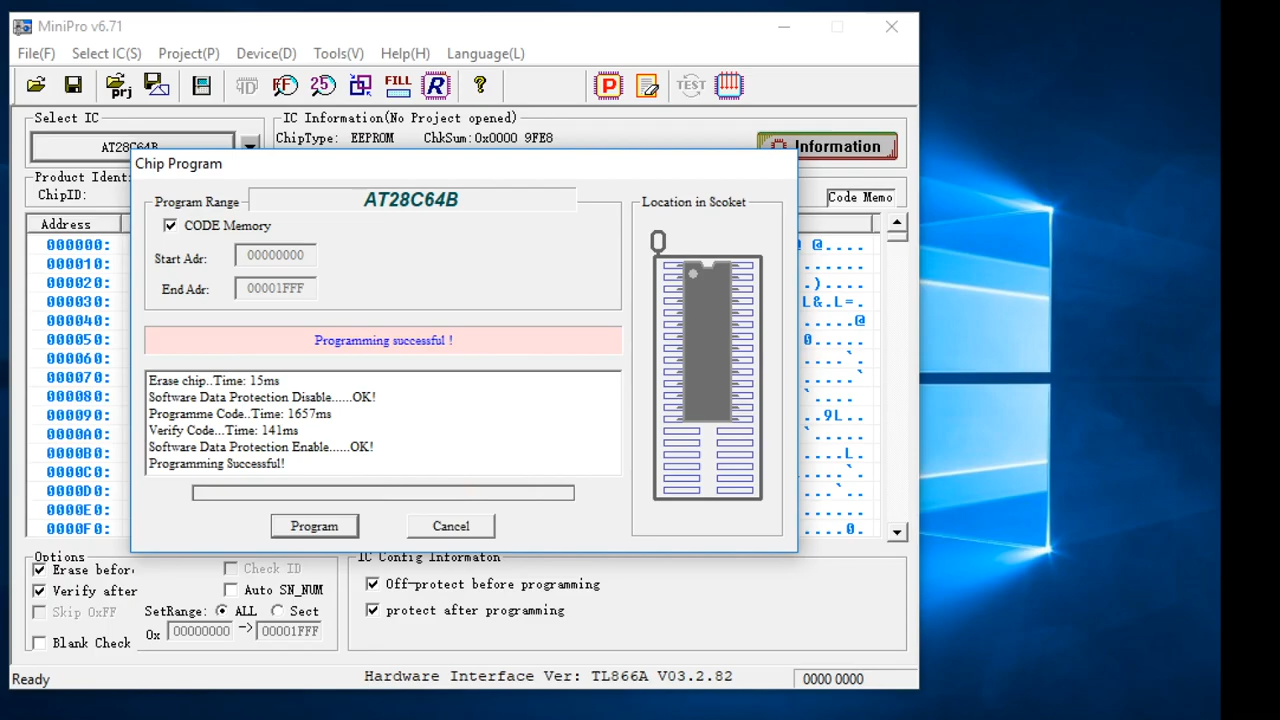 MiniPro v6.71
File(F) Select IC(S) Project(P) Device(D) Tools(V) Help(H) Language(L)
prj FF 25 FILL R ? P TEST
Select IC
AT28C64B
IC Information(No Project opened)
ChipType: EEPROM ChkSum:0x0000 9FE8
Information
Product Identi
ChipID:
Code Memo
Chip Program
Program Range
AT28C64B
CODE Memory
Start Adr: 00000000
End Adr: 00001FFF
Programming successful !
Erase chip..Time: 15ms
Software Data Protection Disable......OK!
Programme Code..Time: 1657ms
Verify Code...Time: 141ms
Software Data Protection Enable......OK!
Programming Successful!
Program Cancel
Location in Scoket
Address
000000: @....
000010: ......
000020: .)....
000030: L&.L=.
000040: .....@
000050: 0.....
000060: ....`.
000070: .....`
000080: `....
000090: ..9L..
0000A0: `.....
0000B0: ....L.
0000C0: ....`.
0000D0: ...`..
0000E0: ......
0000F0: ....0.
Options
Erase befor
Check ID
Verify after
Auto SN_NUM
Skip 0xFF
SetRange: ALL Sect
Blank Check
0x 00000000 -> 00001FFF
IC Config Informaton
Off-protect before programming
protect after programming
Ready
Hardware Interface Ver: TL866A V03.2.82
0000 0000